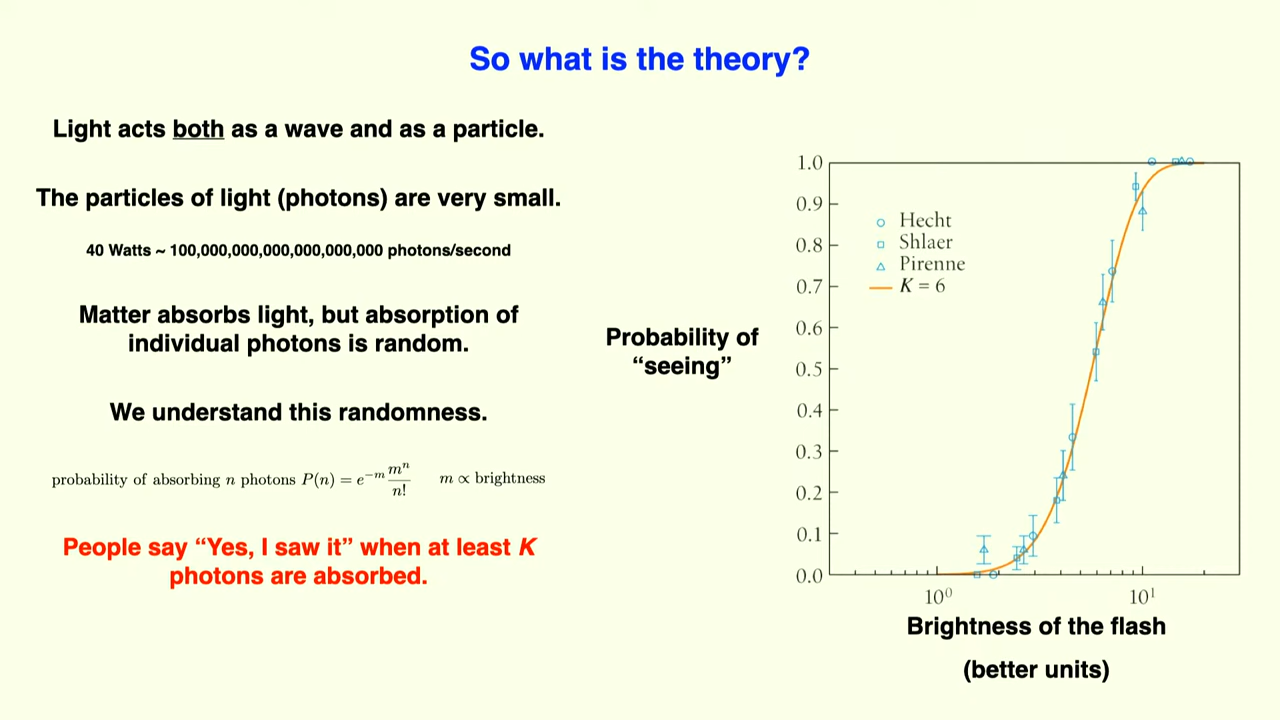 So what is the theory?
Light acts both as a wave and as a particle.
The particles of light (photons) are very small.
40 Watts ~ 100,000,000,000,000,000,000 photons/second
Matter absorbs light, but absorption of
individual photons is random.
We understand this randomness.
probability of absorbing n photons P(n) = e^{-m} \frac{m^n}{n!} m ∝ brightness
People say “Yes, I saw it” when at least K
photons are absorbed.
Probability of
“seeing”
1.0
0.9
0.8
0.7
0.6
0.5
0.4
0.3
0.2
0.1
0.0
Hecht
Shlaer
Pirenne
K = 6
10⁰ 10¹
Brightness of the flash
(better units)